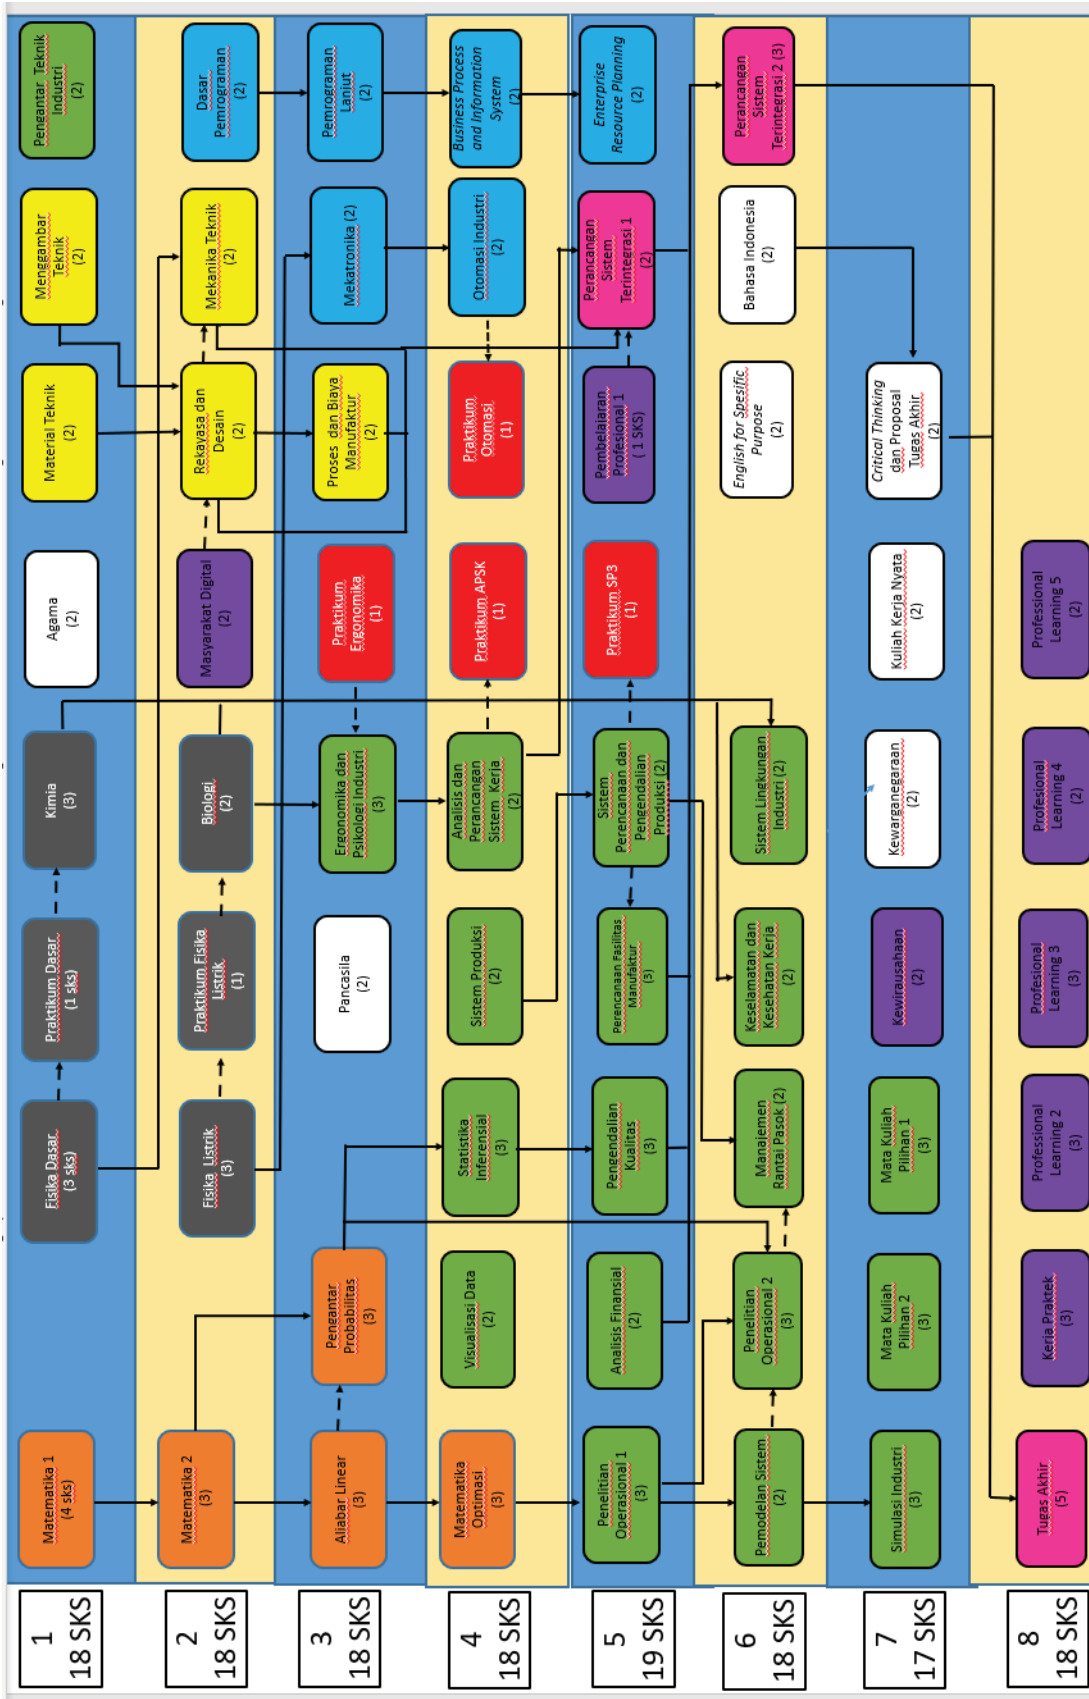 1
18 SKS
Matematika 1
(4 sks)
Fisika Dasar
(3 sks)
Praktikum Dasar
(1 sks)
Kimia
(3)
Agama
(2)
Material Teknik
(2)
Menggambar
Teknik
(2)
Pengantar Teknik
Industri
(2)
2
18 SKS
Matematika 2
(3)
Fisika Listrik
(3)
Praktikum Fisika
Listrik
(1)
Biologi
(2)
Masyarakat Digital
(2)
Rekayasa dan
Desain
(2)
Mekanika Teknik
(2)
Dasar
Pemrograman
(2)
3
18 SKS
Aljabar Linear
(3)
Pengantar
Probabilitas
(3)
Pancasila
(2)
Ergonomika dan
Psikologi Industri
(3)
Praktikum
Ergonomika
(1)
Proses dan Biaya
Manufaktur
(2)
Mekatronika (2)
Pemrograman
Lanjut
(2)
4
18 SKS
Matematika
Optimasi
(3)
Visualisasi Data
(2)
Statistika
Inferensial
(3)
Sistem Produksi
(2)
Analisis dan
Perancangan
Sistem Kerja
(2)
Praktikum APSK
(1)
Praktikum
Otomasi
(1)
Otomasi Industri
(2)
Business Process
and Information
System
(2)
5
19 SKS
Penelitian
Operasional 1
(3)
Analisis Finansial
(2)
Pengendalian
Kualitas
(3)
Perencanaan Fasilitas
Manufaktur
(3)
Sistem
Perencanaan dan
Pengendalian
Produksi (2)
Praktikum SP3
(1)
Pembelajaran
Profesional 1
( 1 SKS)
Perancangan
Sistem
Terintegrasi 1
(2)
Enterprise
Resource Planning
(2)
6
18 SKS
Pemodelan Sistem
(2)
Penelitian
Operasional 2
(3)
Manajemen
Rantai Pasok (2)
Keselamatan dan
Kesehatan Kerja
(2)
Sistem Lingkungan
Industri (2)
English for Spesific
Purpose
(2)
Bahasa Indonesia
(2)
Perancangan
Sistem
Terintegrasi 2 (3)
7
17 SKS
Simulasi Industri
(3)
Mata Kuliah
Pilihan 2
(3)
Mata Kuliah
Pilihan 1
(3)
Kewirausahaan
(2)
Kewarganegaraan
(2)
Kuliah Kerja Nyata
(2)
Critical Thinking
dan Proposal
Tugas Akhir
(2)
8
18 SKS
Tugas Akhir
(5)
Kerja Praktek
(3)
Professional
Learning 2
(3)
Profesional
Learning 3
(3)
Profesional
Learning 4
(2)
Professional
Learning 5
(2)